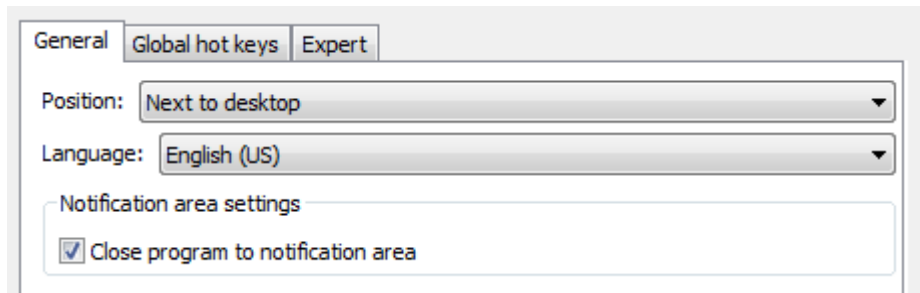 General Global hot keys Expert
Position: Next to desktop
Language: English (US)
Notification area settings
Close program to notification area